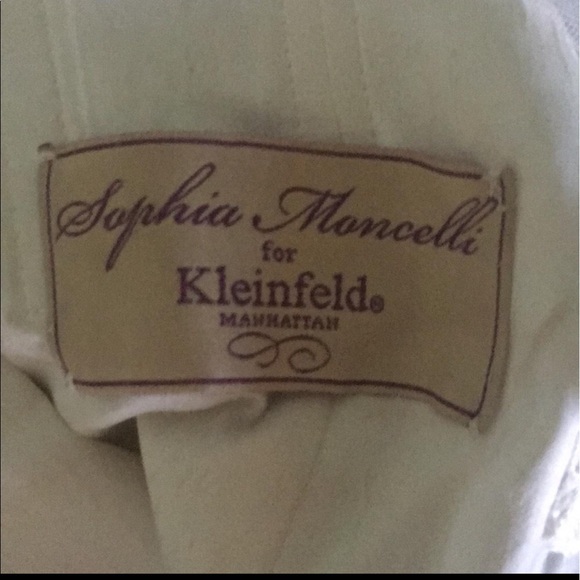 Sophia Moncelli
for
Kleinfeld®
MANHATTAN